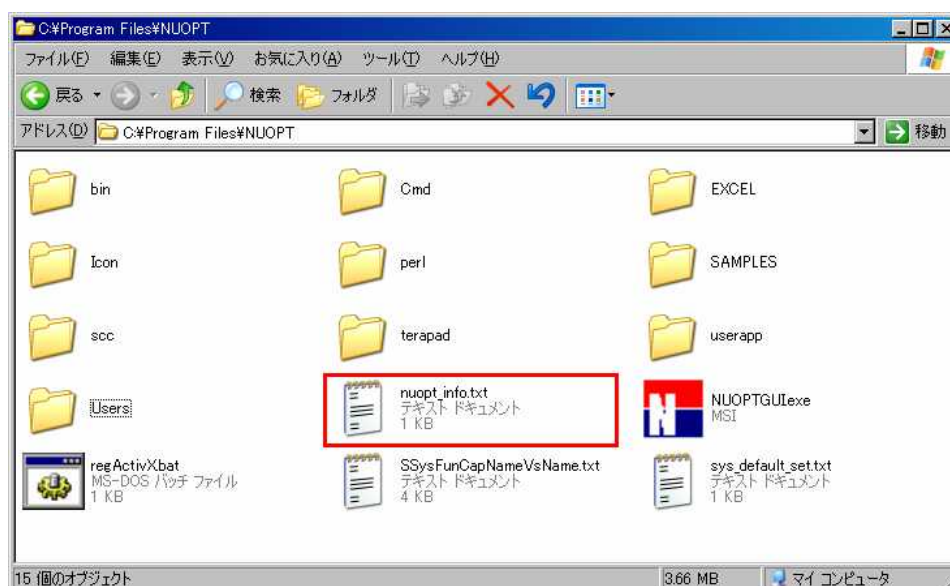 C:¥Program Files¥NUOPT
ファイル(F) 編集(E) 表示(V) お気に入り(A) ツール(T) ヘルプ(H)
戻る 検索 フォルダ
アドレス(D) C:¥Program Files¥NUOPT 移動
bin Cmd EXCEL
Icon perl SAMPLES
scc terapad userapp
Users
nuopt_info.txt
テキスト ドキュメント
1 KB
NUOPTGUIexe
MSI
regActivXbat
MS-DOS バッチ ファイル
1 KB
SSysFunCapNameVsName.txt
テキスト ドキュメント
4 KB
sys_default_set.txt
テキスト ドキュメント
1 KB
15 個のオブジェクト 3.66 MB マイ コンピュータ